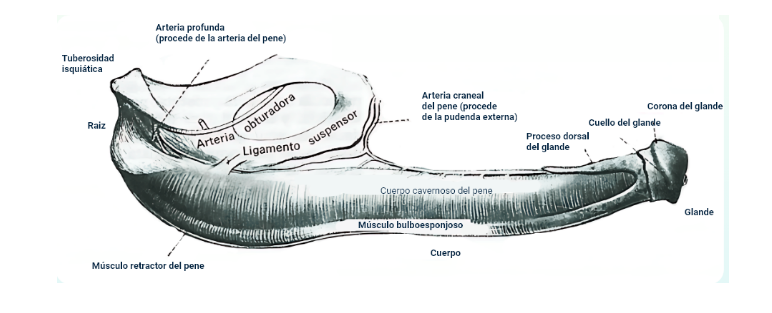 Arteria profunda
(procede de la arteria del pene)
Tuberosidad
isquiática
Arteria obturadora
Ligamento suspensor
Arteria craneal
del pene (procede
de la pudenda externa)
Corona del glande
Cuello del glande
Proceso dorsal
del glande
Raiz
Cuerpo cavernoso del pene
Glande
Músculo bulboesponjoso
Cuerpo
Músculo retractor del pene